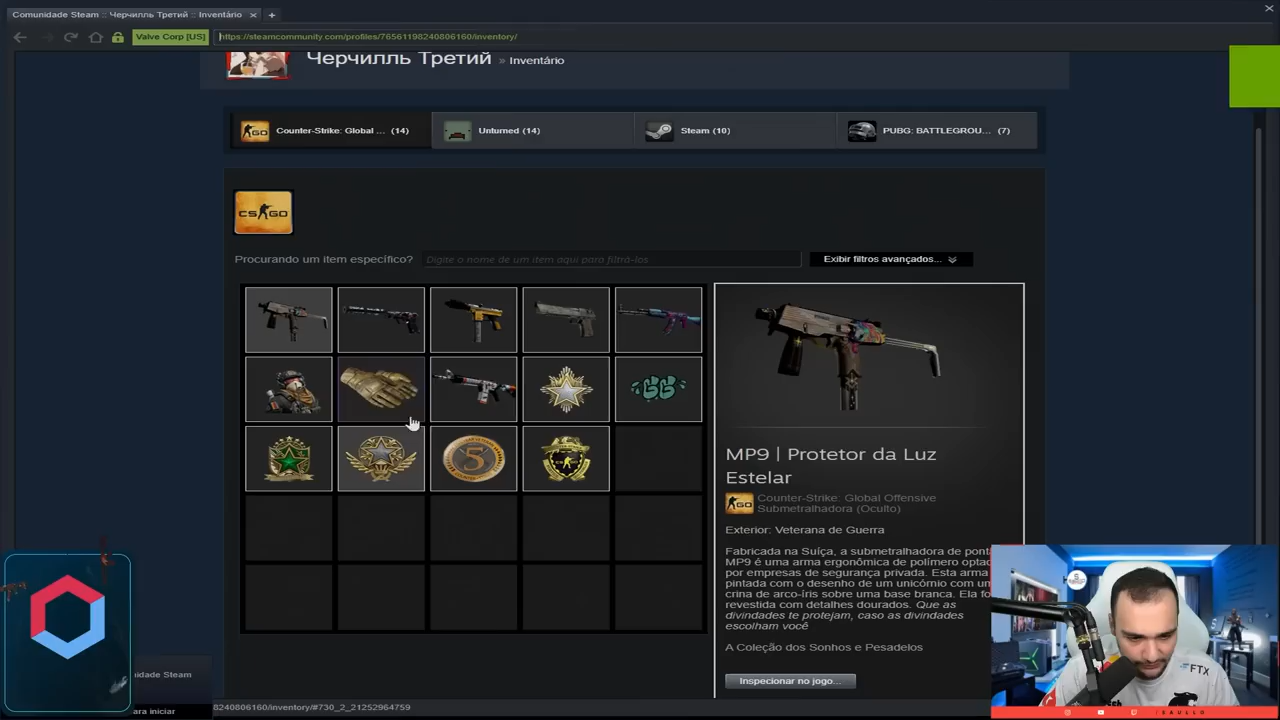 Comunidade Steam :: Черчилль Третий :: Inventário
Valve Corp [US]
https://steamcommunity.com/profiles/76561198240806160/inventory/
Черчилль Третий » Inventário
Counter-Strike: Global ... (14)
Unturned (14)
Steam (10)
PUBG: BATTLEGROU... (7)
CS GO
Procurando um item específico?
Digite o nome de um item aqui para filtrá-los
Exibir filtros avançados...
5
MP9 | Protetor da Luz
Estelar
Counter-Strike: Global Offensive
Submetralhadora (Oculto)
Exterior: Veterana de Guerra
Fabricada na Suíça, a submetralhadora de ponta
MP9 é uma arma ergonômica de polímero
por empresas de segurança privada. Esta arma
pintada com o desenho de um unicórnio com
crina de arco-íris sobre uma base branca. Ela
revestida com detalhes dourados. Que as
divindades te protejam, caso as divindades
escolham você
A Coleção dos Sonhos e Pesadelos
Inspecionar no jogo...
nidade Steam
ara iniciar
8240806160/inventory/#730_2_21252964759
FTX